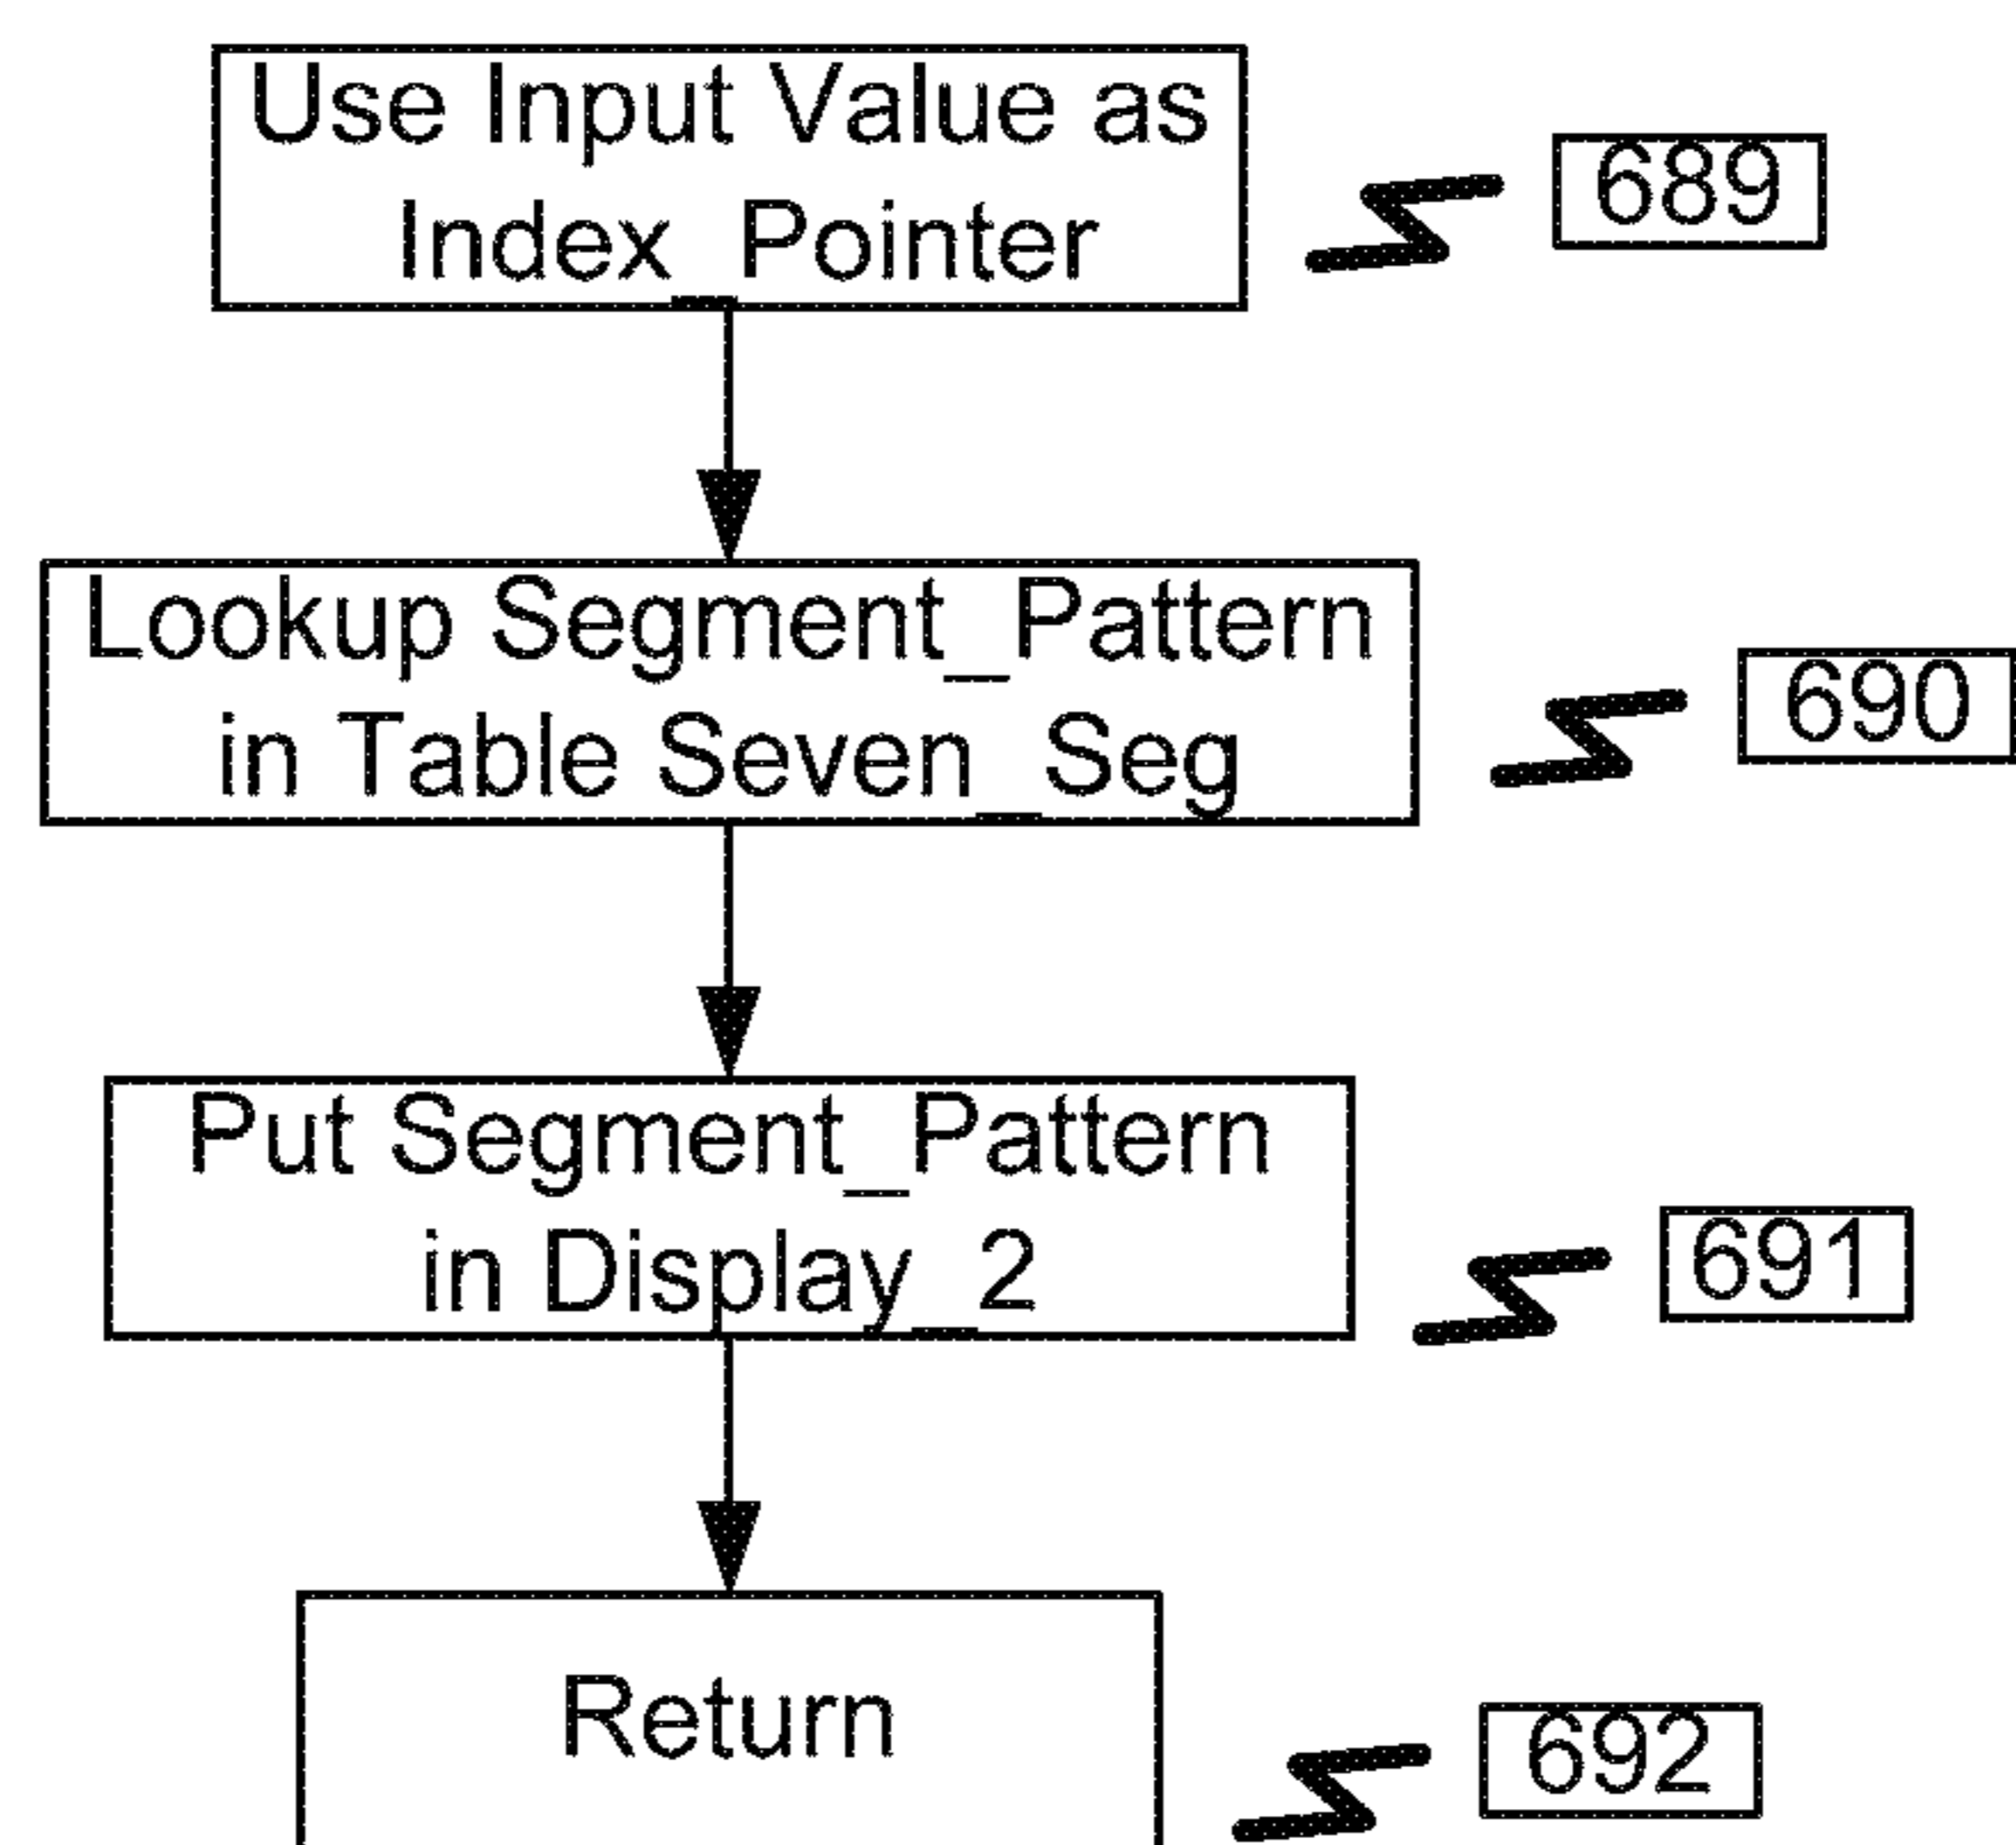 Use Input Value as
Index_Pointer
689
Lookup Segment_Pattern
in Table Seven_Seg
690
Put Segment_Pattern
in Display_2
691
Return
692